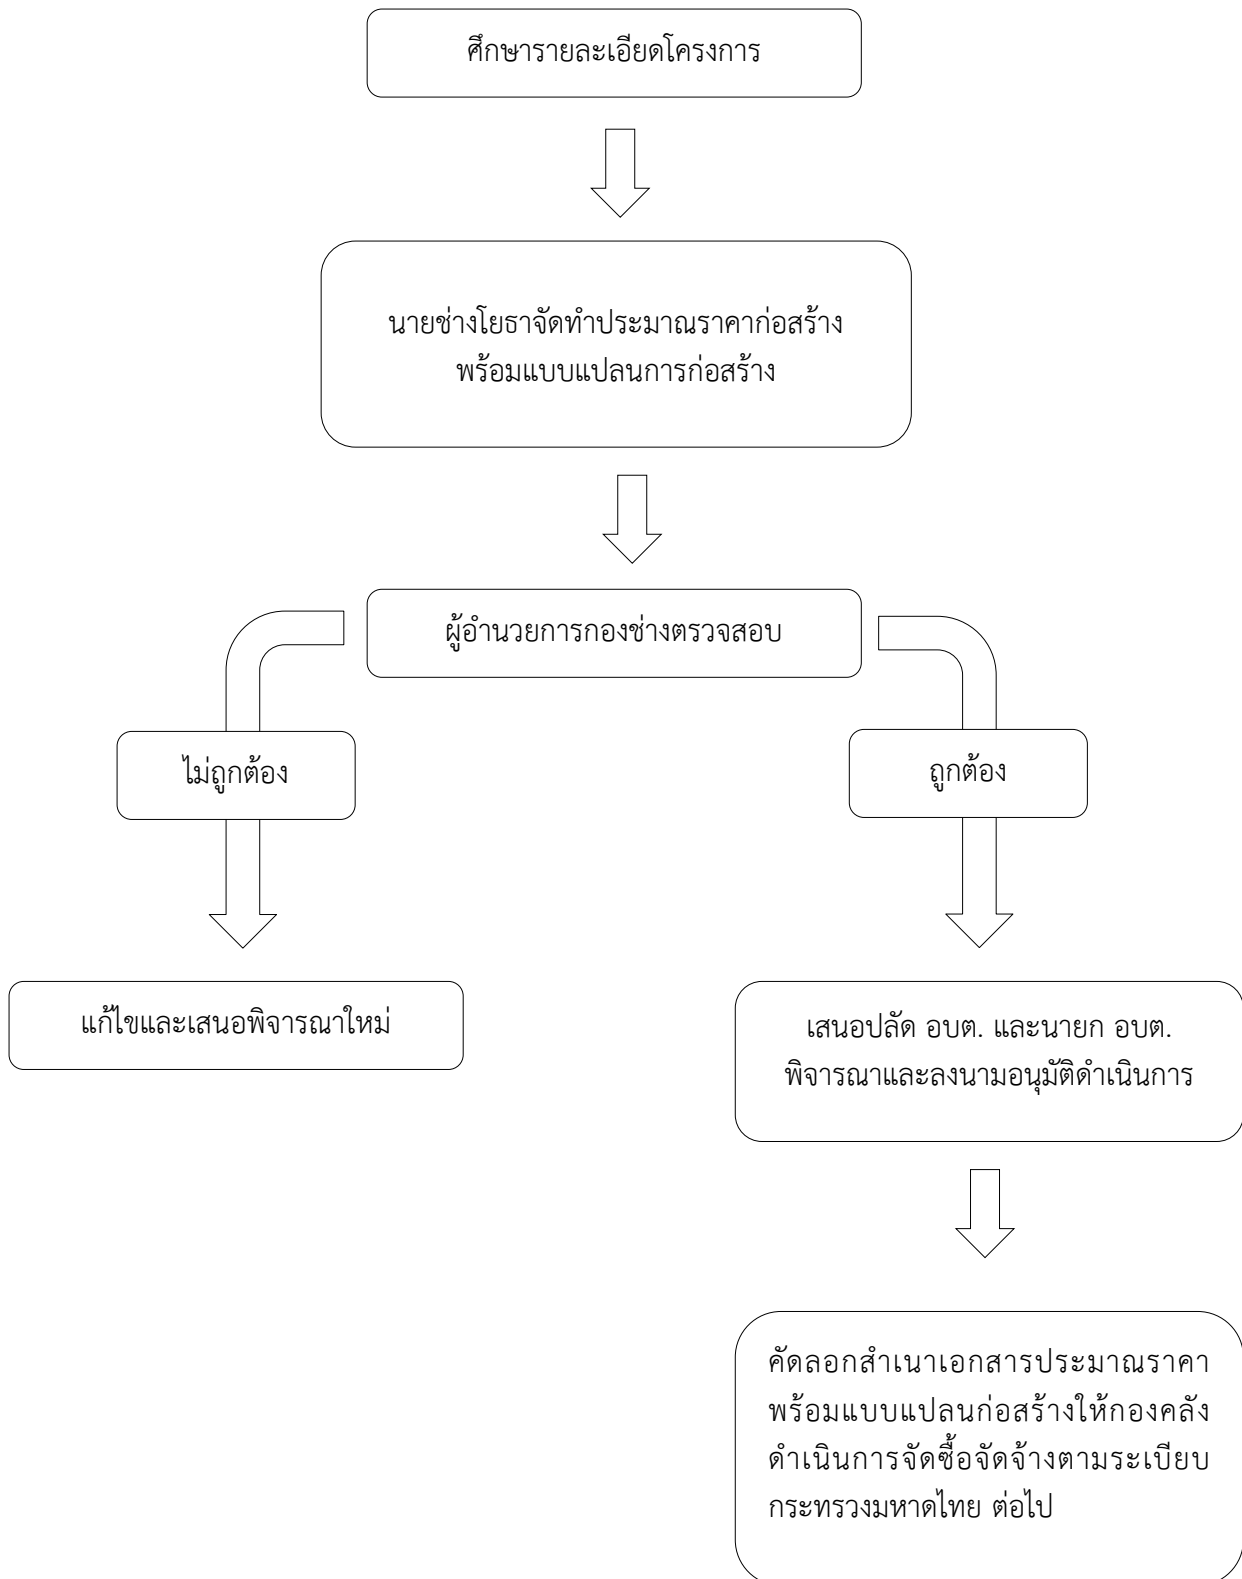 ศึกษารายละเอียดโครงการ
นายช่างโยธาจัดทำประมาณราคาก่อสร้าง
พร้อมแบบแปลนการก่อสร้าง
ผู้อำนวยการกองช่างตรวจสอบ
ไม่ถูกต้อง
ถูกต้อง
แก้ไขและเสนอพิจารณาใหม่
เสนอปลัด อบต. และนายก อบต.
พิจารณาและลงนามอนุมัติดำเนินการ
คัดลอกสำเนาเอกสารประมาณราคา
พร้อมแบบแปลนก่อสร้างให้กองคลัง
ดำเนินการจัดซื้อจัดจ้างตามระเบียบ
กระทรวงมหาดไทย ต่อไป